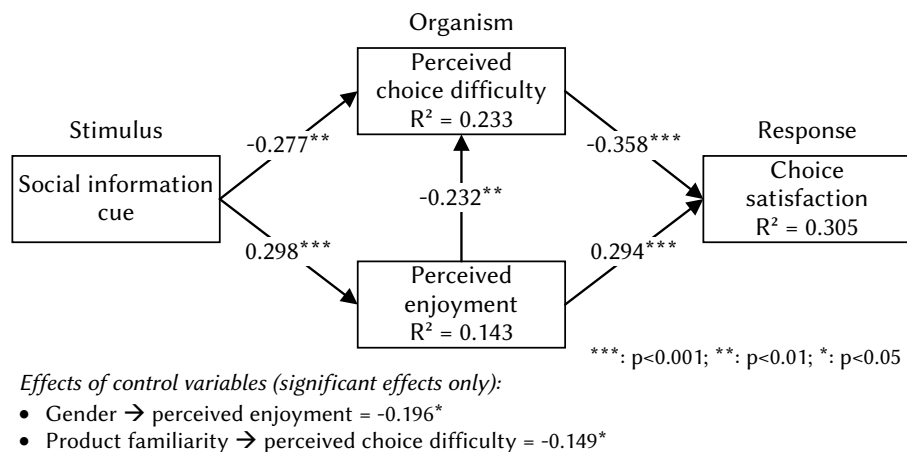 Organism
Perceived
choice difficulty
R² = 0.233
Stimulus
-0.277**
-0.358***
Response
Social information
cue
-0.232**
Choice
satisfaction
R² = 0.305
0.298***
0.294***
Perceived
enjoyment
R² = 0.143
***: p<0.001; **: p<0.01; *: p<0.05
Effects of control variables (significant effects only):
• Gender → perceived enjoyment = -0.196*
• Product familiarity → perceived choice difficulty = -0.149*